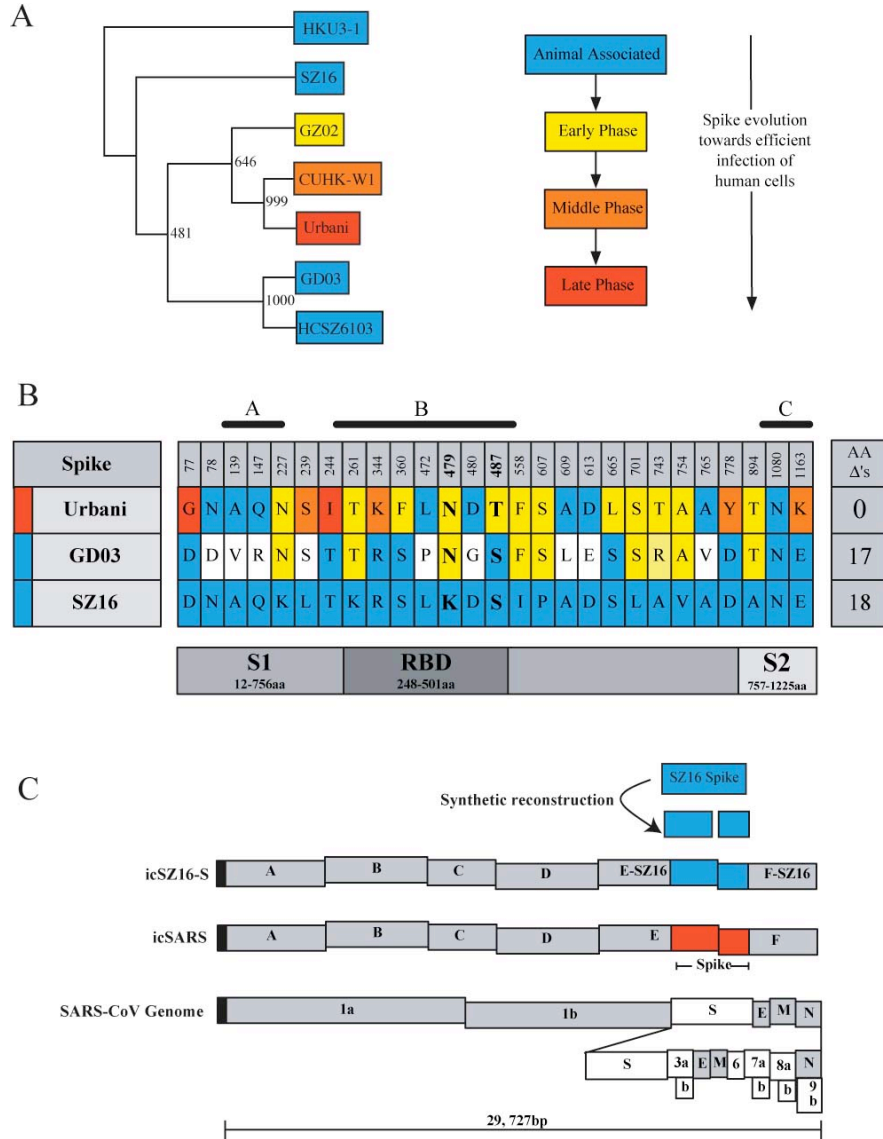 A
HKU3-1
SZ16
GZ02
646
CUHK-W1
999
Urbani
481
GD03
1000
HCSZ6103
Animal Associated
Early Phase
Middle Phase
Late Phase
Spike evolution
towards efficient
infection of
human cells
B
A B C
Spike 77 78 139 147 227 239 244 261 344 360 472 479 480 487 558 607 609 613 665 701 743 754 765 778 894 1080 1163 AA Δ's
Urbani G N A Q N S I T K F L N D T F S A D L S T A A Y T N K 0
GD03 D D V R N S T T R S P N G S F S L E S S R A V D T N E 17
SZ16 D N A Q K L T K R S L K D S I P A D S L A V A D A N E 18
S1 RBD S2
12-756aa 248-501aa 757-1225aa
C
SZ16 Spike
Synthetic reconstruction
icSZ16-S A B C D E-SZ16 F-SZ16
icSARS A B C D E F
Spike
SARS-CoV Genome 1a 1b S E M N
S 3a E M 6 7a 8a N
b b b 9
b
29, 727bp